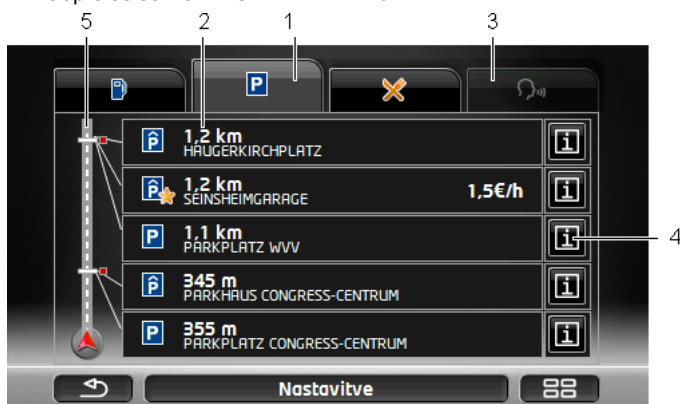 5 2 1 3
P
1,2 km
HAUGERKIRCHPLATZ
P i
1,2 km
SEINSHEIMGARAGE
P 1,5€/h i
1,1 km
PARKPLATZ WVV
P i 4
345 m
PARKHAUS CONGRESS-CENTRUM
P i
355 m
PARKPLATZ CONGRESS-CENTRUM
P i
Nastavitve